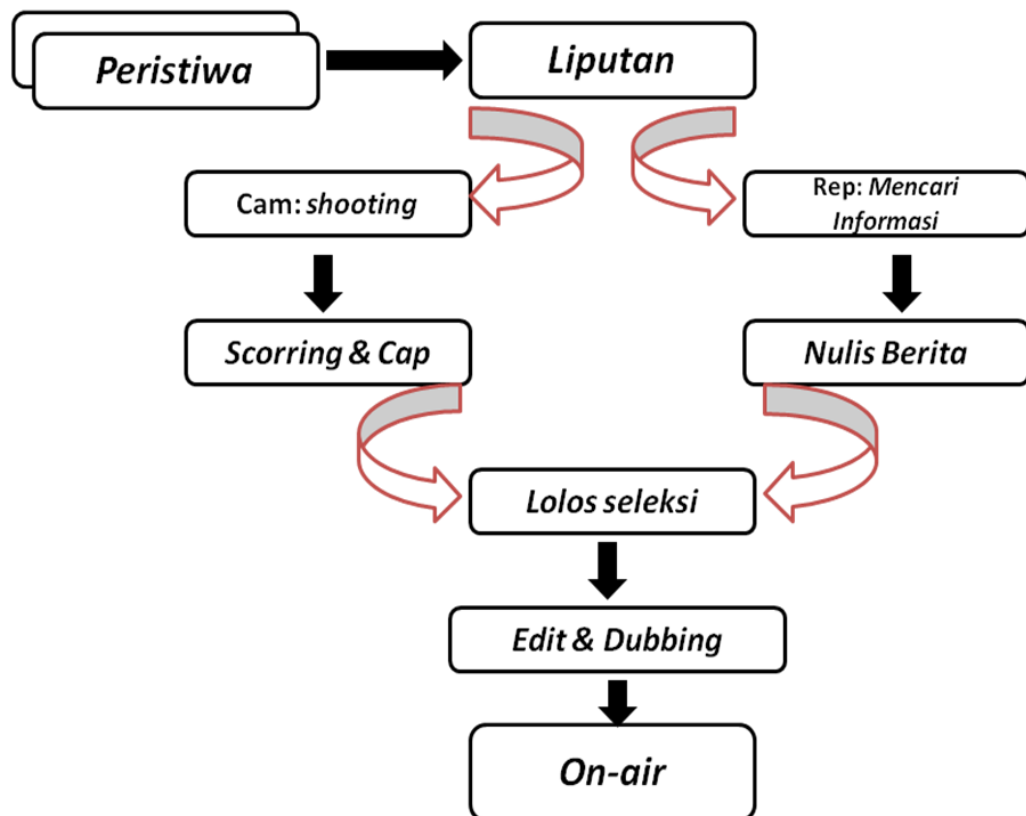 Peristiwa
Liputan
Cam: shooting
Rep: Mencari
Informasi
Scorring & Cap
Nulis Berita
Lolos seleksi
Edit & Dubbing
On-air